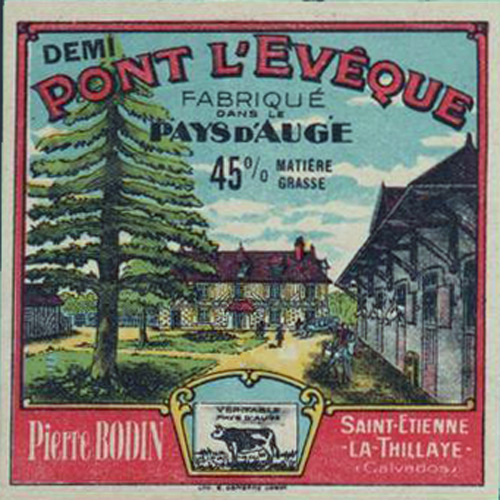 DEMI
PONT L'EVÊQUE
FABRIQUÉ
DANS LE
PAYS D'AUGE
45% MATIÈRE
GRASSE
VÉRITABLE
PAYS D'AUGE
Pierre BODIN
SAINT-ETIENNE
-LA-THILLAYE-
(Calvados)